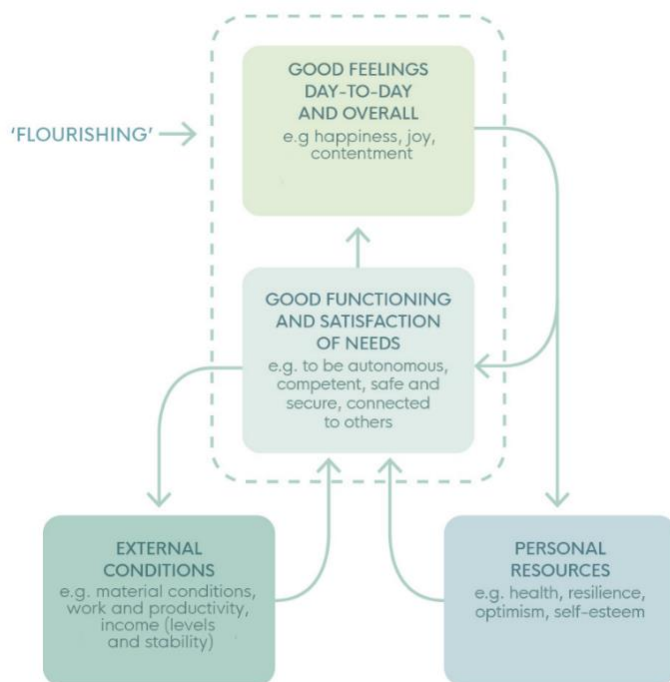 GOOD FEELINGS
DAY-TO-DAY
AND OVERALL
e.g happiness, joy,
contentment
'FLOURISHING'
GOOD FUNCTIONING
AND SATISFACTION
OF NEEDS
e.g. to be autonomous,
competent, safe and
secure, connected
to others
EXTERNAL
CONDITIONS
e.g. material conditions,
work and productivity,
income (levels
and stability)
PERSONAL
RESOURCES
e.g. health, resilience,
optimism, self-esteem